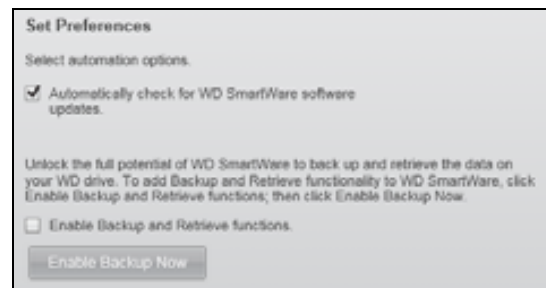 Set Preferences
Select automation options.
Automatically check for WD SmartWare software
updates.
Unlock the full potential of WD SmartWare to back up and retrieve the data on
your WD drive. To add Backup and Retrieve functionality to WD SmartWare, click
Enable Backup and Retrieve functions; then click Enable Backup Now.
Enable Backup and Retrieve functions.
Enable Backup Now